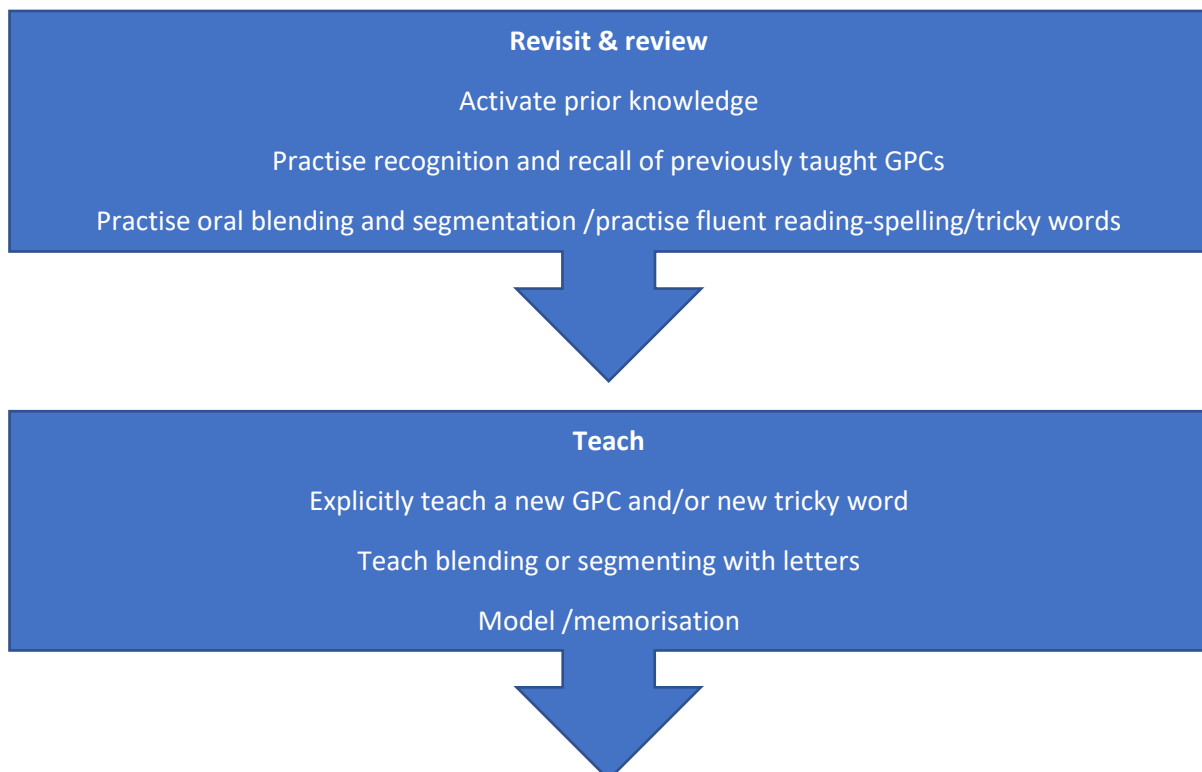 Revisit & review
Activate prior knowledge
Practise recognition and recall of previously taught GPCs
Practise oral blending and segmentation /practise fluent reading-spelling/tricky words
Teach
Explicitly teach a new GPC and/or new tricky word
Teach blending or segmenting with letters
Model /memorisation